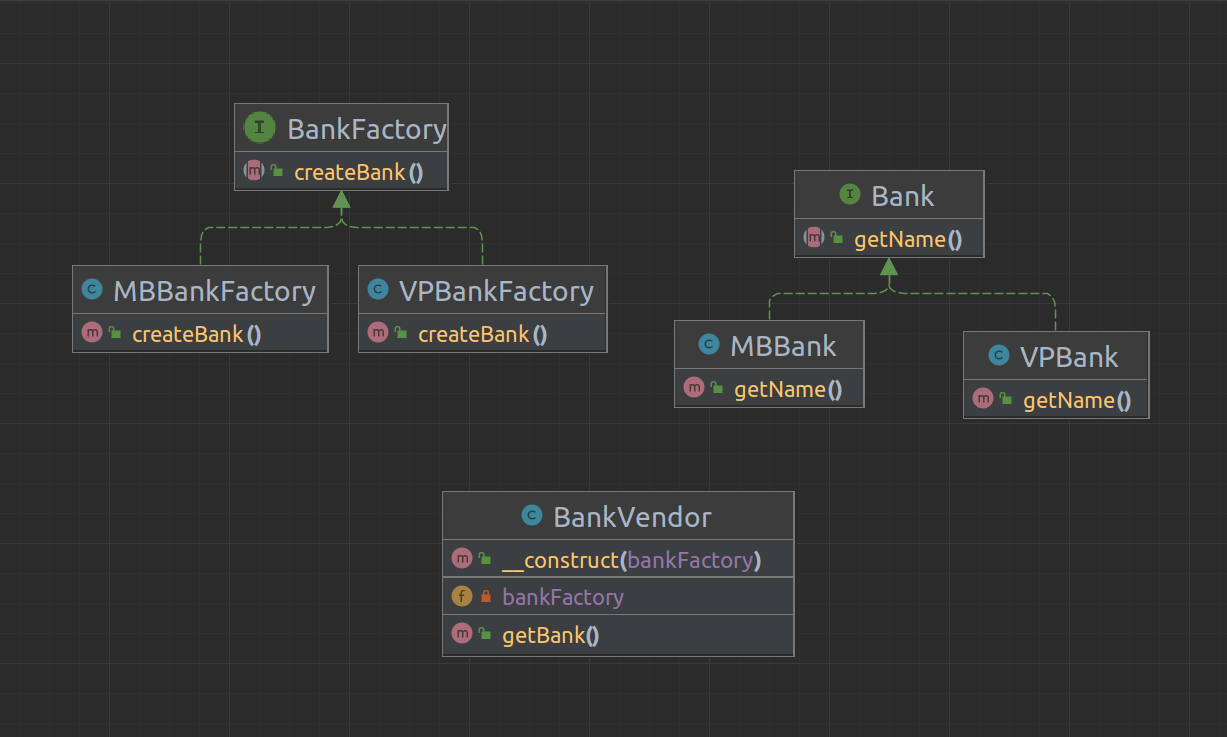 BankFactory
createBank()
MBBankFactory
createBank()
VPBankFactory
createBank()
Bank
getName()
MBBank
getName()
VPBank
getName()
BankVendor
__construct(bankFactory)
bankFactory
getBank()